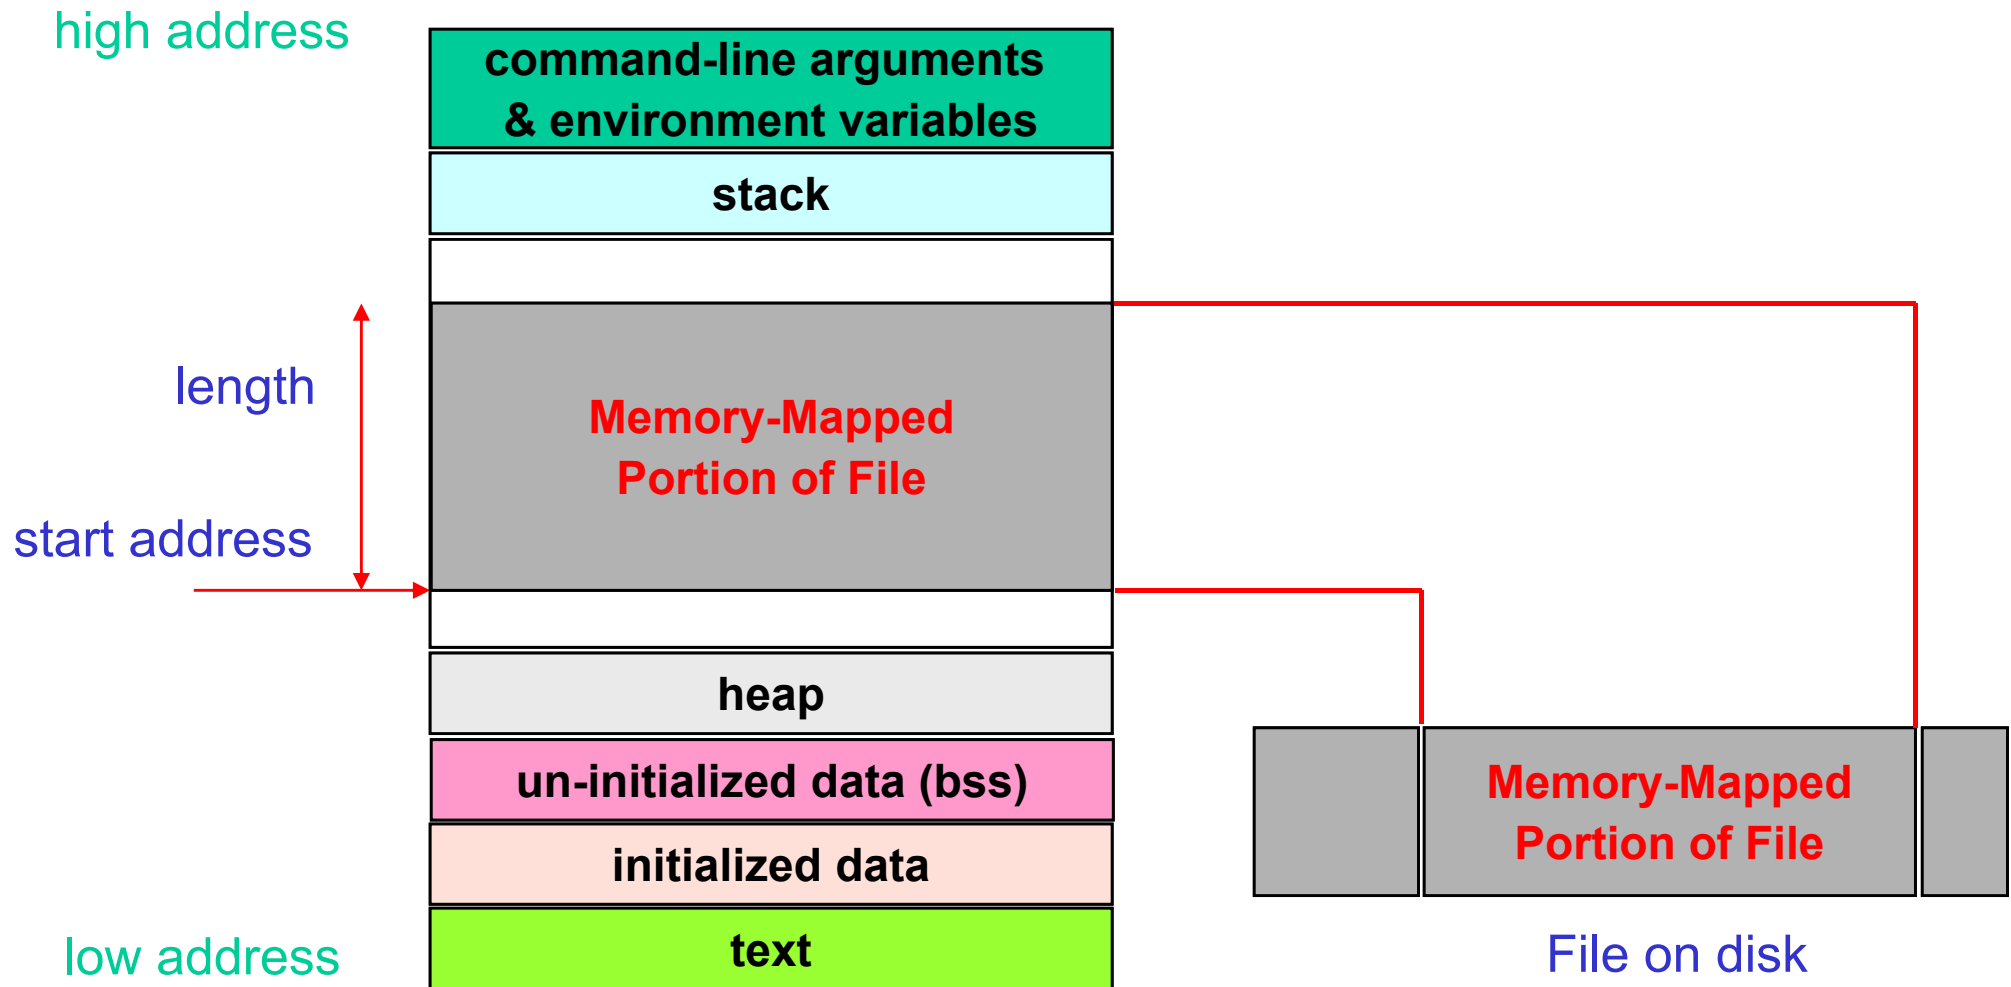 high address
command-line arguments
& environment variables
stack
length
Memory-Mapped
Portion of File
start address
heap
un-initialized data (bss)
initialized data
text
low address
Memory-Mapped
Portion of File
File on disk